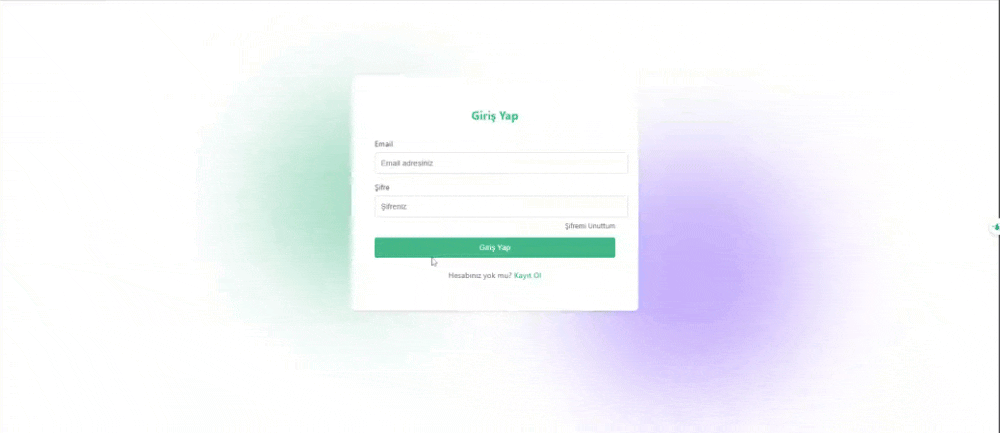 Giriş Yap
Email
Email adresiniz
Şifre
Şifreniz
Şifremi Unuttum
Giriş Yap
Hesabınız yok mu? Kayıt Ol